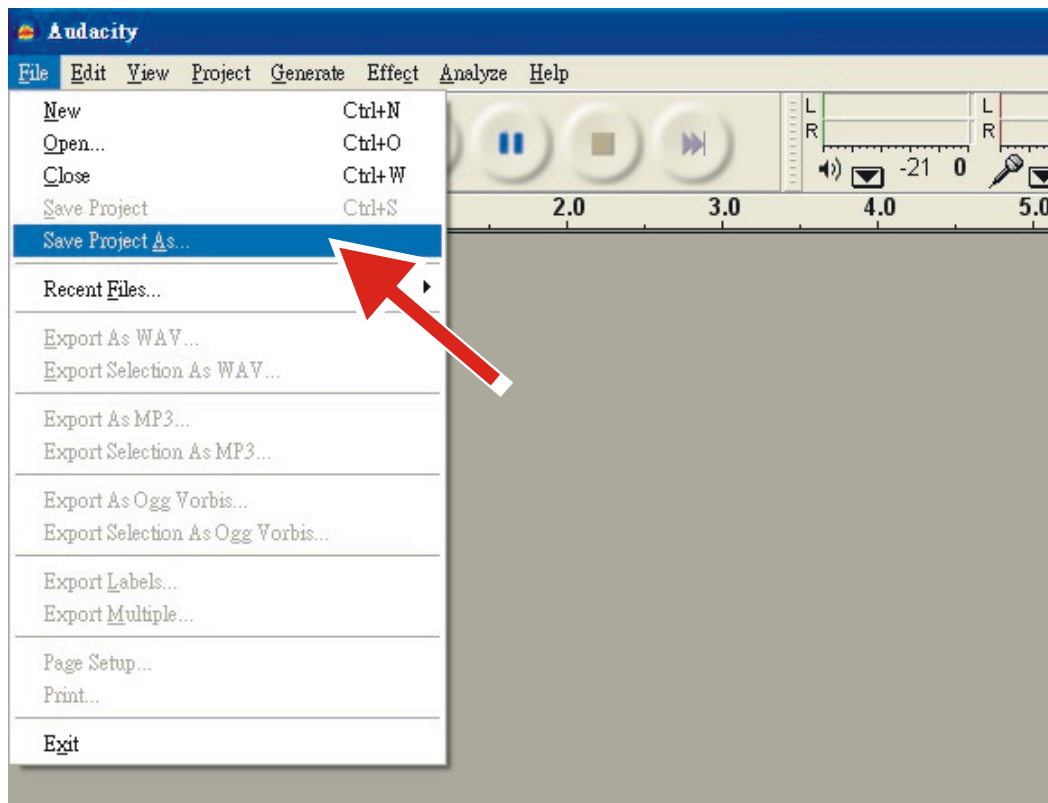 Audacity
File Edit View Project Generate Effect Analyze Help
New Ctrl+N
Open... Ctrl+O
Close Ctrl+W
Save Project Ctrl+S
Save Project As...
Recent Files...
Export As WAV...
Export Selection As WAV...
Export As MP3...
Export Selection As MP3...
Export As Ogg Vorbis...
Export Selection As Ogg Vorbis...
Export Labels...
Export Multiple...
Page Setup...
Print...
Exit
L L
R R
-21 0
2.0 3.0 4.0 5.0